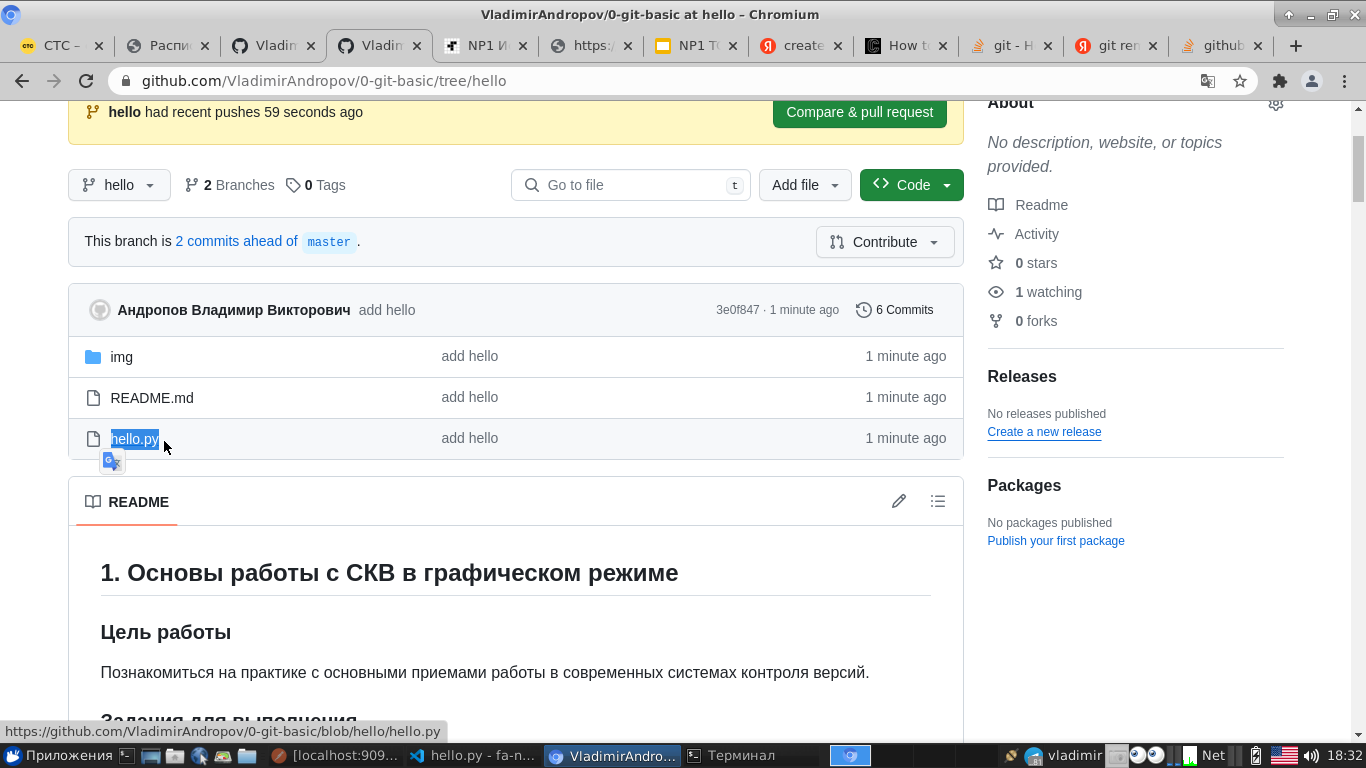 VladimirAndropov/0-git-basic at hello – Chromium
СТС –
Распи
Vladim
Vladim
NP1 И
https:/
NP1 Т
create
How t
git - H
git ren
github
github.com/VladimirAndropov/0-git-basic/tree/hello
hello had recent pushes 59 seconds ago
Compare & pull request
About
No description, website, or topics
provided.
hello
2 Branches
0 Tags
Go to file
t
Add file
Code
Readme
Activity
0 stars
1 watching
0 forks
This branch is 2 commits ahead of master .
Contribute
Андропов Владимир Викторович add hello
3e0f847 · 1 minute ago
6 Commits
img
add hello
1 minute ago
README.md
add hello
1 minute ago
hello.py
add hello
1 minute ago
Releases
No releases published
Create a new release
Packages
No packages published
Publish your first package
README
1. Основы работы с СКВ в графическом режиме
Цель работы
Познакомиться на практике с основными приемами работы в современных системах контроля версий.
Задания для выполнения
https://github.com/VladimirAndropov/0-git-basic/blob/hello/hello.py
Приложения
[localhost:909...
hello.py - fa-n...
VladimirAndro...
Терминал
81
vladimir
Net
18:32